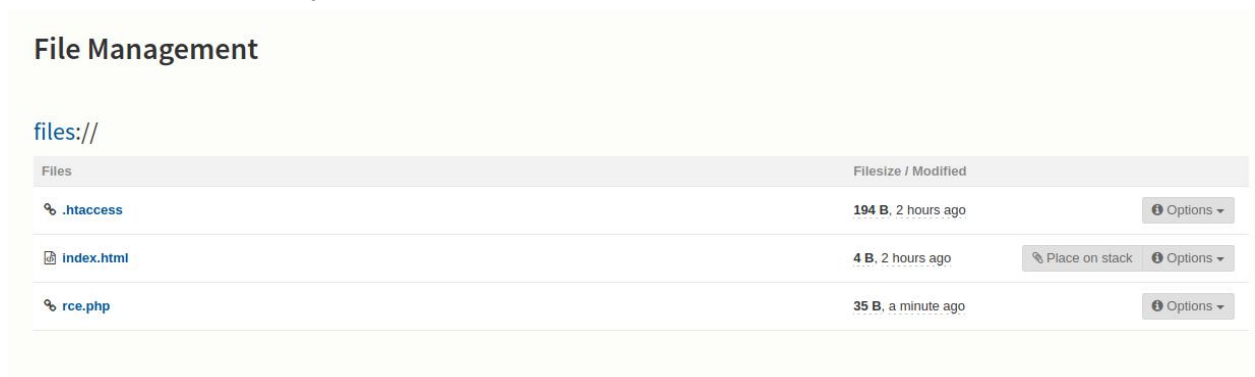 File Management
files://
Files Filesize / Modified
.htaccess 194 B, 2 hours ago Options
index.html 4 B, 2 hours ago Place on stack Options
rce.php 35 B, a minute ago Options